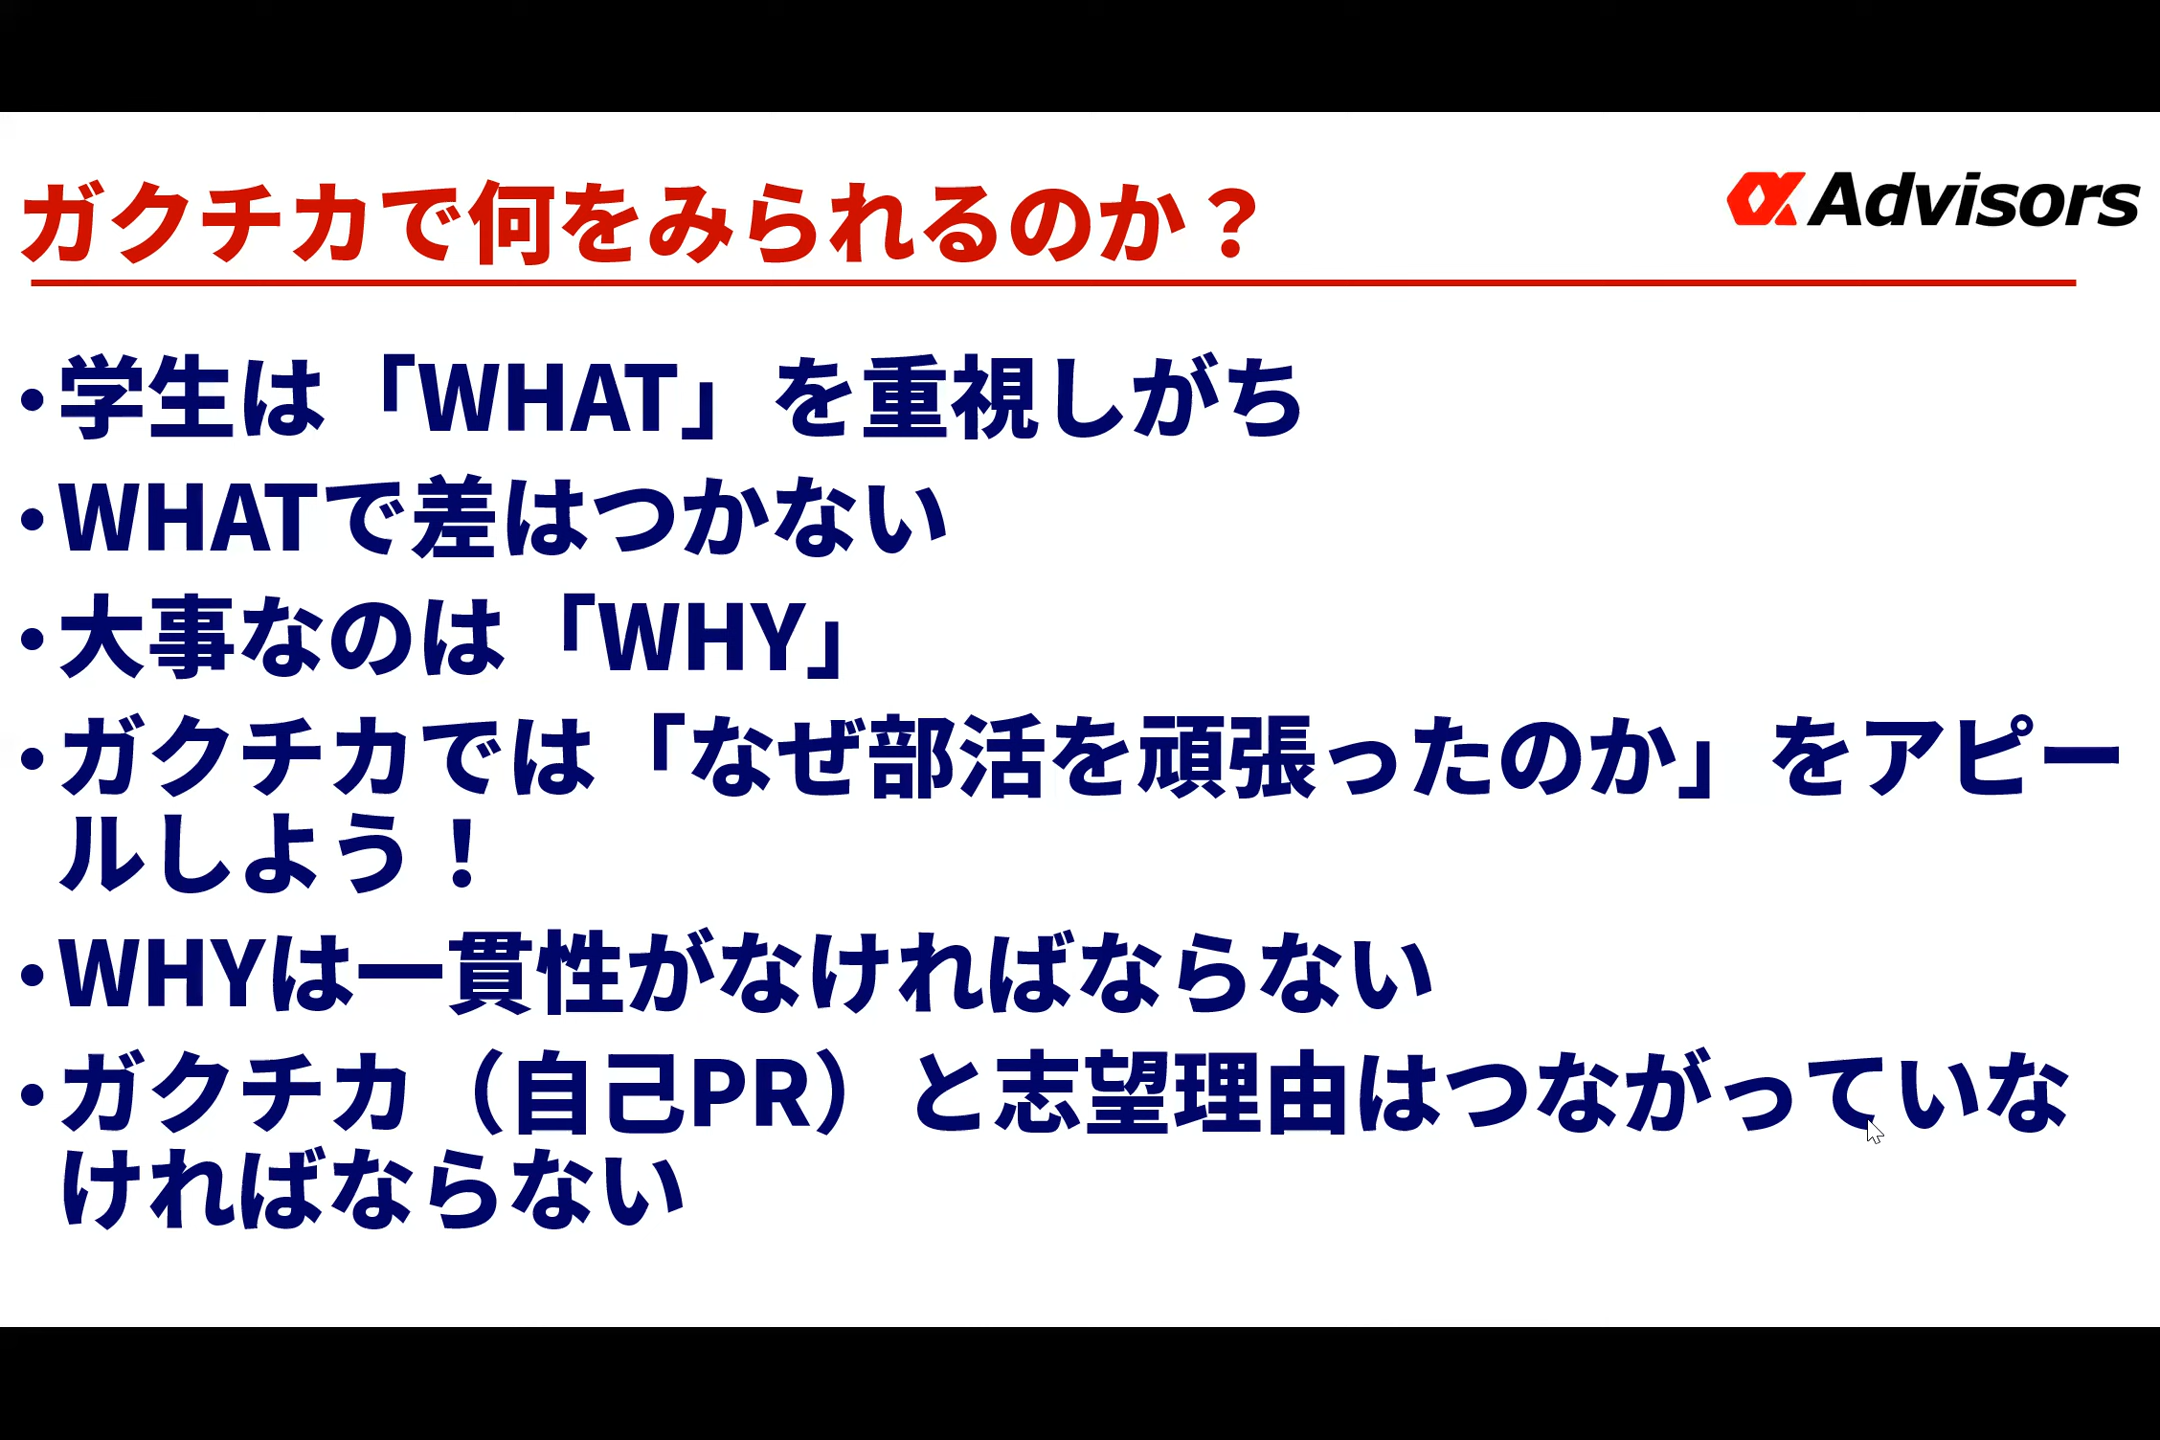 ガクチカで何をみられるのか？
αAdvisors
•学生は「WHAT」を重視しがち
•WHATで差はつかない
•大事なのは「WHY」
•ガクチカでは「なぜ部活を頑張ったのか」をアピー
ルしよう！
•WHYは一貫性がなければならない
•ガクチカ（自己PR）と志望理由はつながっていな
ければならない